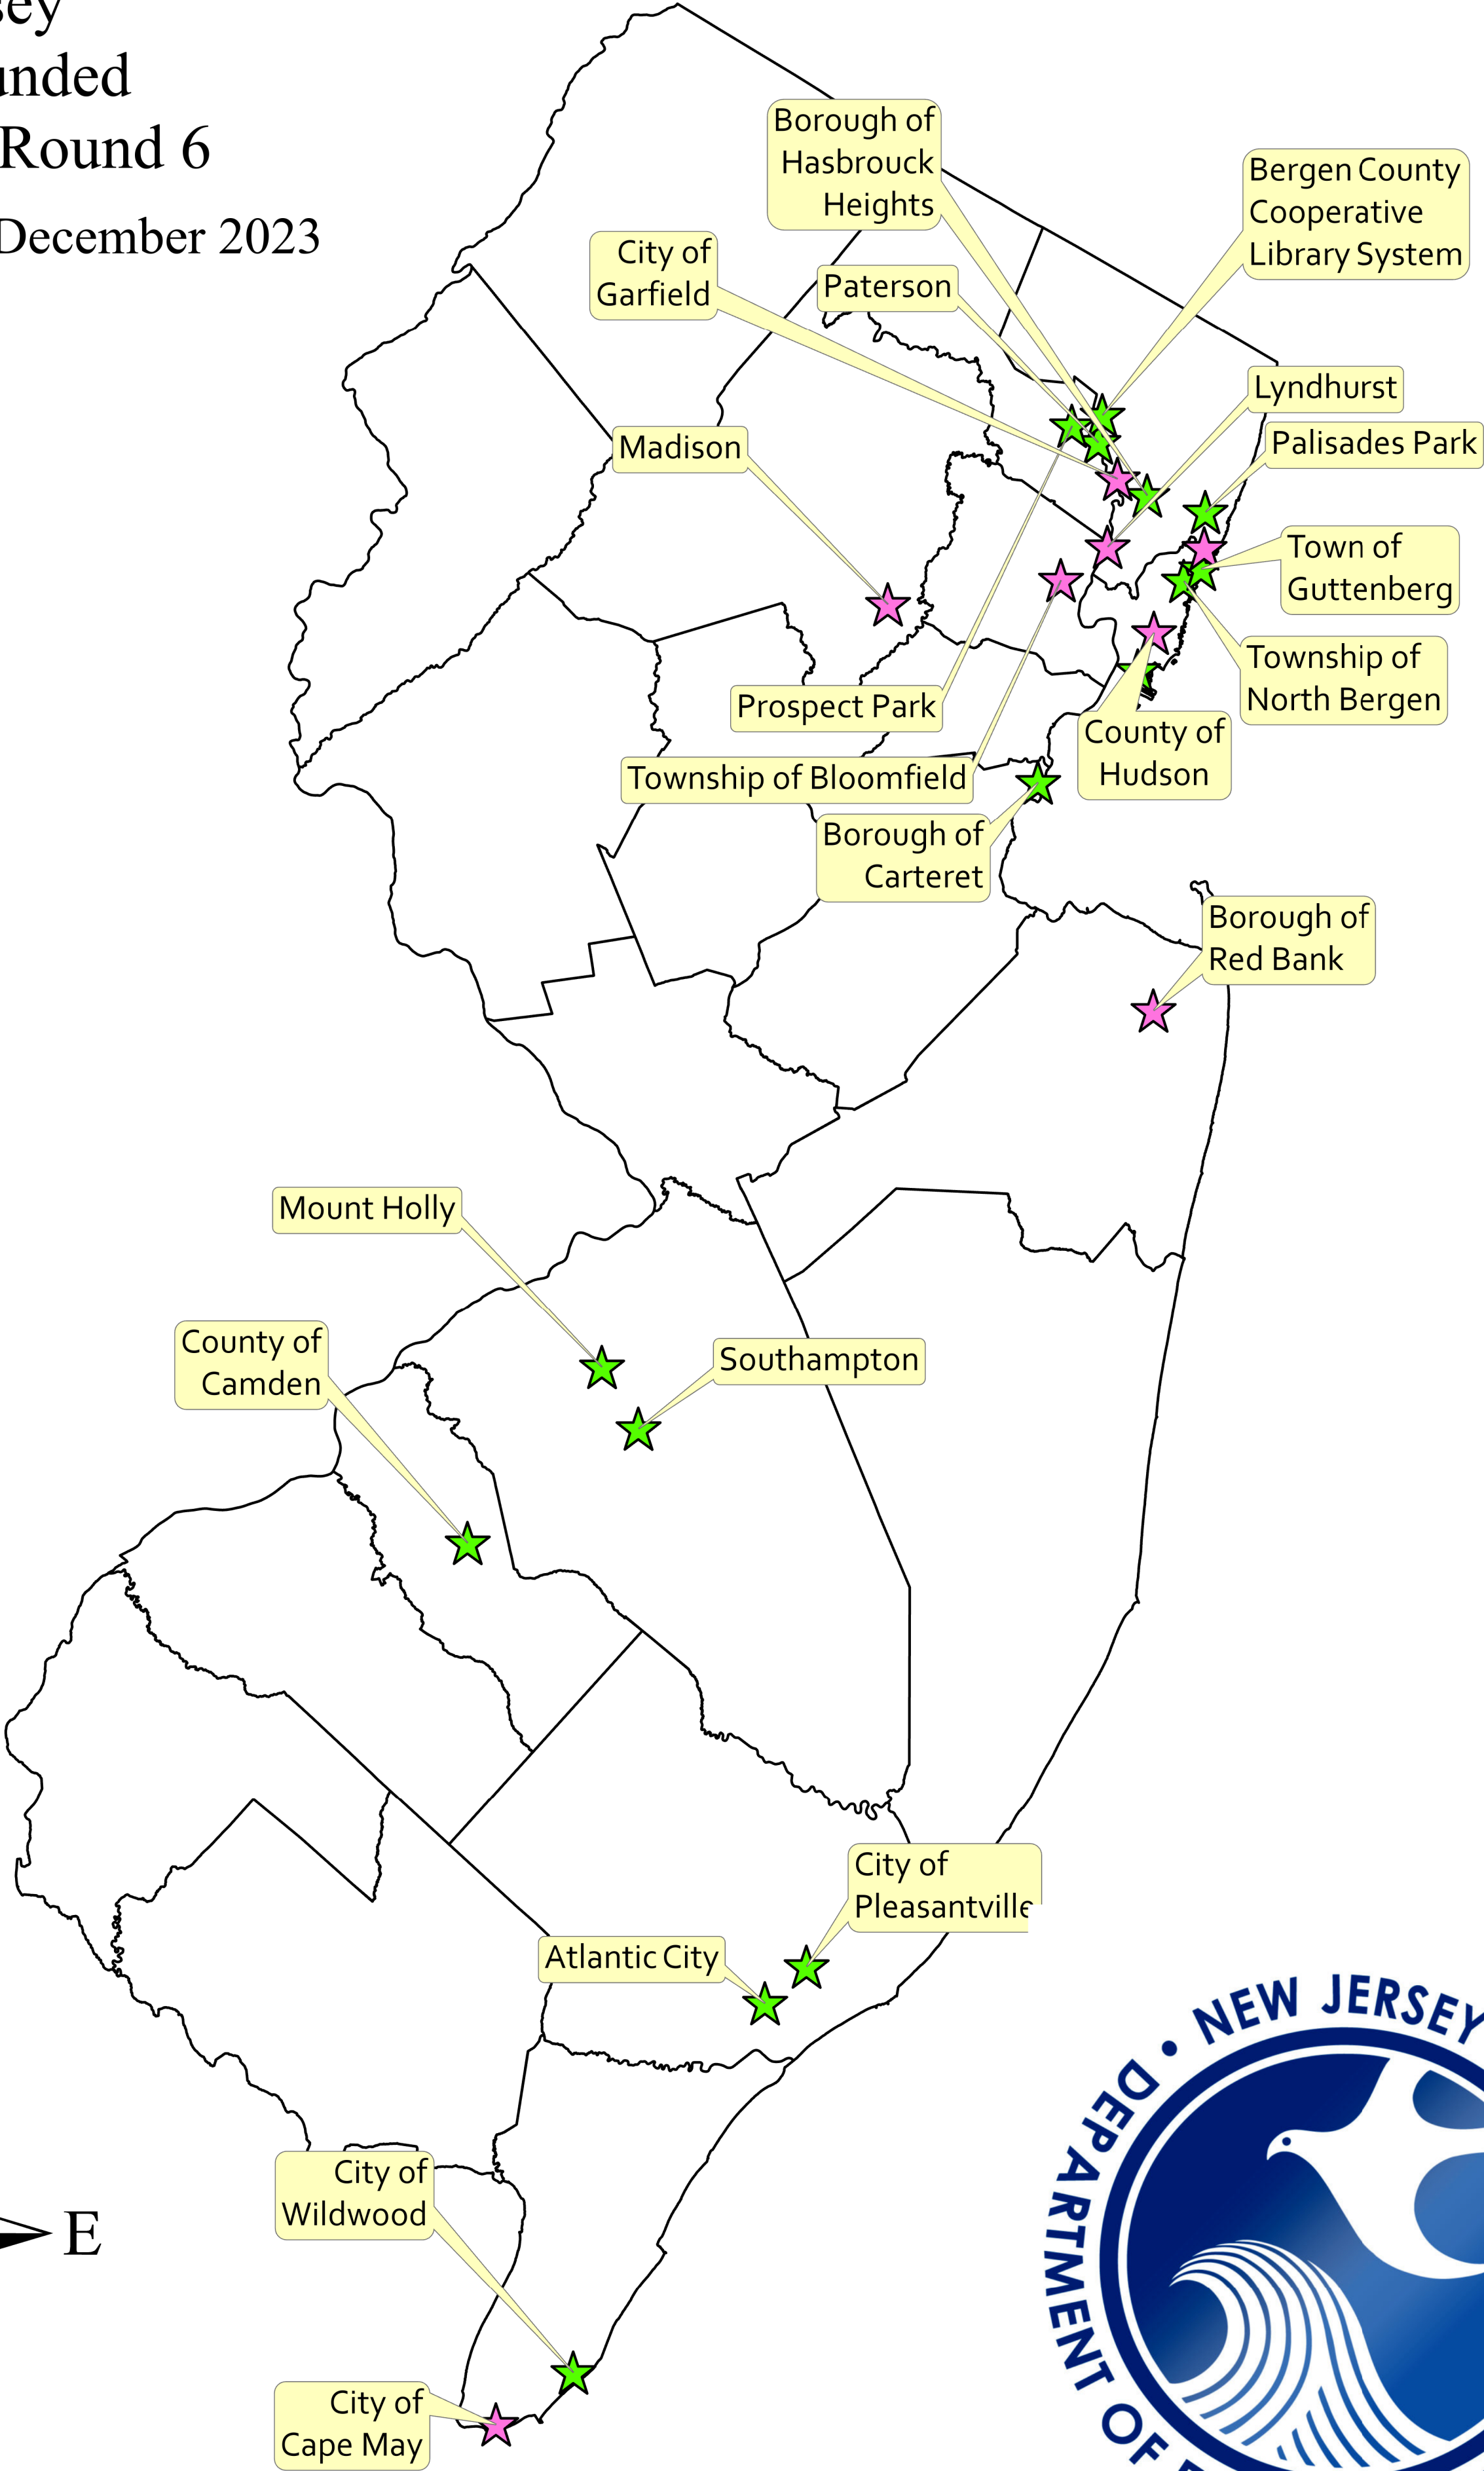 sey
unded
Round 6
December 2023
Borough of
Hasbrouck
Heights
Bergen County
Cooperative
Library System
City of
Garfield
Paterson
Lyndhurst
Palisades Park
Madison
Town of
Guttenberg
Township of
North Bergen
Prospect Park
County of
Hudson
Township of Bloomfield
Borough of
Carteret
Borough of
Red Bank
Mount Holly
County of
Camden
Southampton
City of
Pleasantville
Atlantic City
City of
Wildwood
E
City of
Cape May
NEW JERSEY
• DEPARTMENT OF